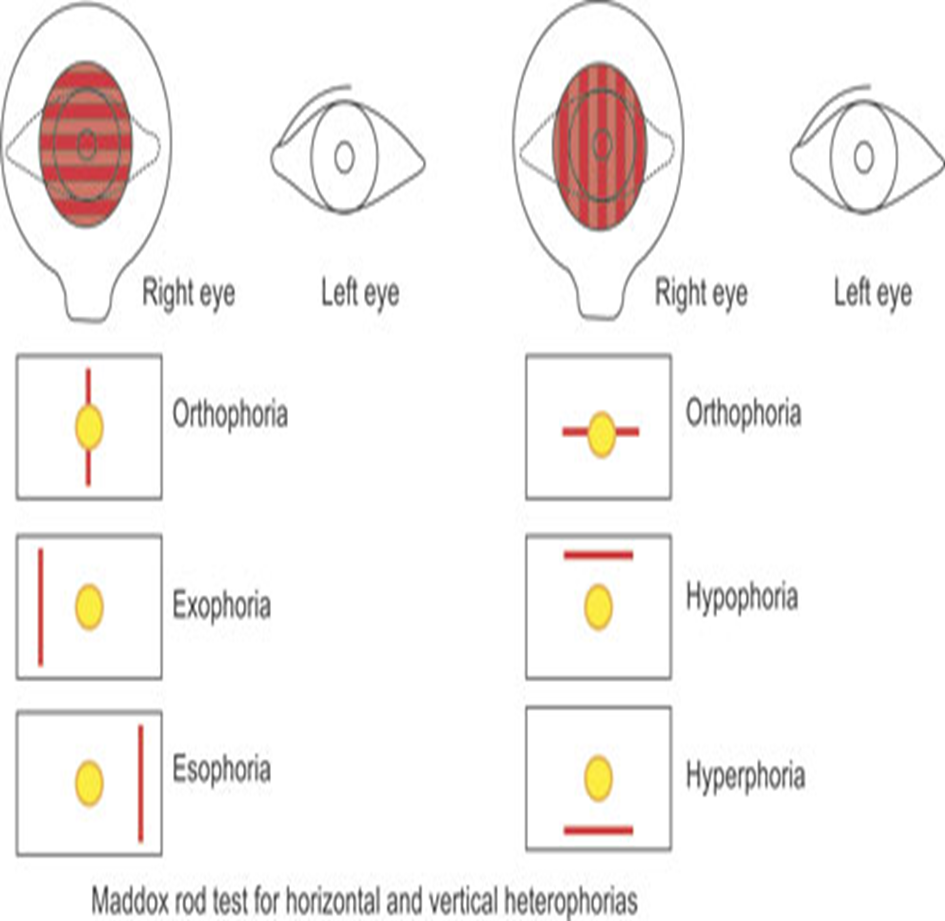 Right eye
Left eye
Right eye
Left eye
Orthophoria
Orthophoria
Exophoria
Hypophoria
Esophoria
Hyperphoria
Maddox rod test for horizontal and vertical heterophorias